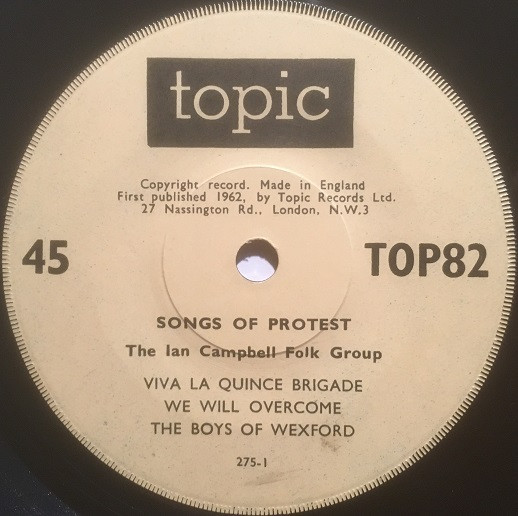 topic
Copyright record. Made in England
First published 1962, by Topic Records Ltd.
27 Nassington Rd., London, N.W.3
45
TOP82
SONGS OF PROTEST
The Ian Campbell Folk Group
VIVA LA QUINCE BRIGADE
WE WILL OVERCOME
THE BOYS OF WEXFORD
275-1